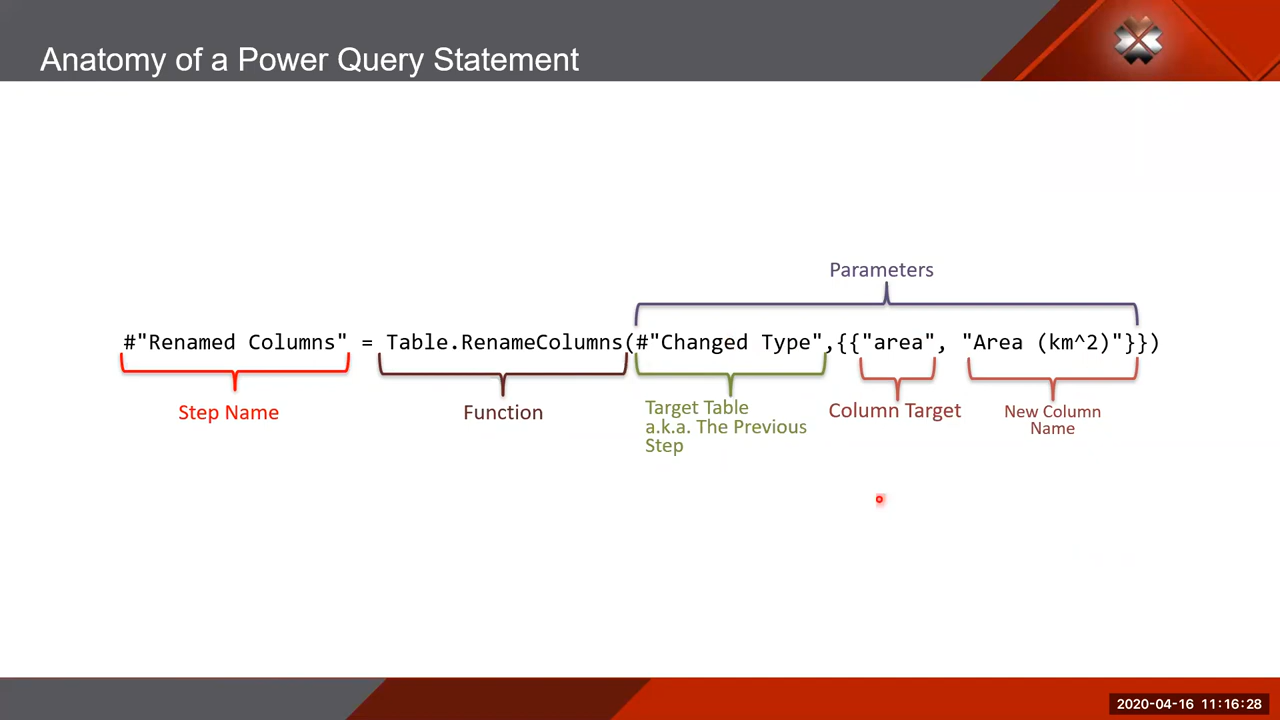 Anatomy of a Power Query Statement
Parameters
#"Renamed Columns" = Table.RenameColumns(#"Changed Type",{{"area", "Area (km^2)"}})
Step Name
Function
Target Table
a.k.a. The Previous
Step
Column Target
New Column
Name
2020-04-16 11:16:28